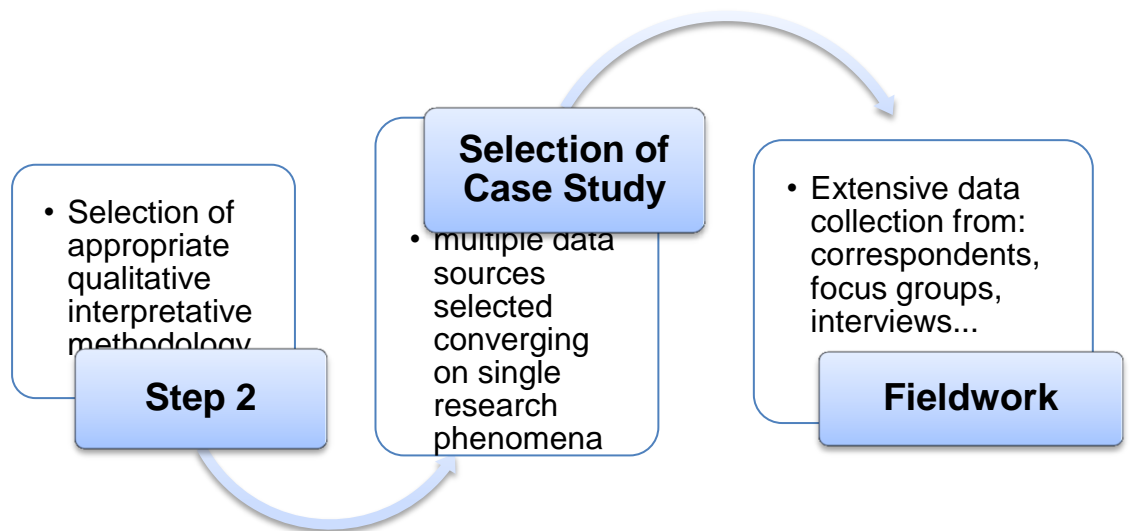 • Selection of
appropriate
qualitative
interpretative
methodology
Step 2
Selection of
Case Study
• multiple data
sources
selected
converging
on single
research
phenomena
• Extensive data
collection from:
correspondents,
focus groups,
interviews...
Fieldwork